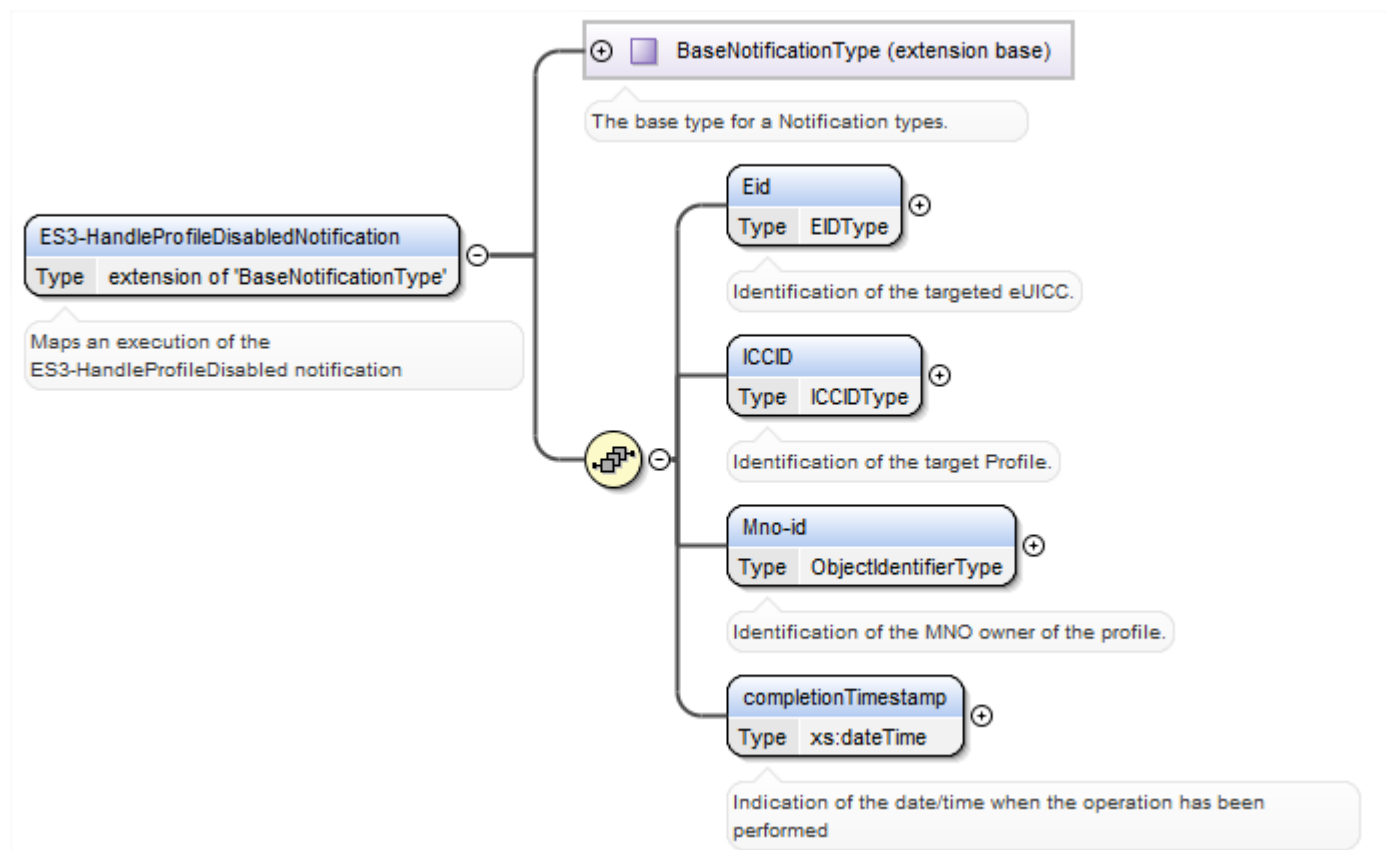 BaseNotificationType (extension base)
The base type for a Notification types.
ES3-HandleProfileDisabledNotification
Type extension of 'BaseNotificationType'
Maps an execution of the
ES3-HandleProfileDisabled notification
Eid
Type EIDType
Identification of the targeted eUICC.
ICCID
Type ICCIDType
Identification of the target Profile.
Mno-id
Type ObjectIdentifierType
Identification of the MNO owner of the profile.
completionTimestamp
Type xs:dateTime
Indication of the date/time when the operation has been
performed